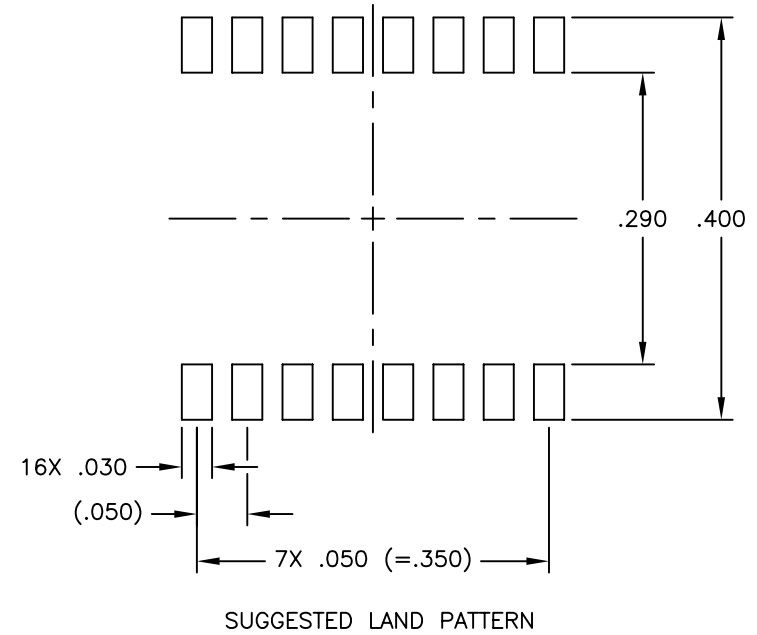 .290
.400
16X .030
(.050)
7X .050 (=.350)
SUGGESTED LAND PATTERN